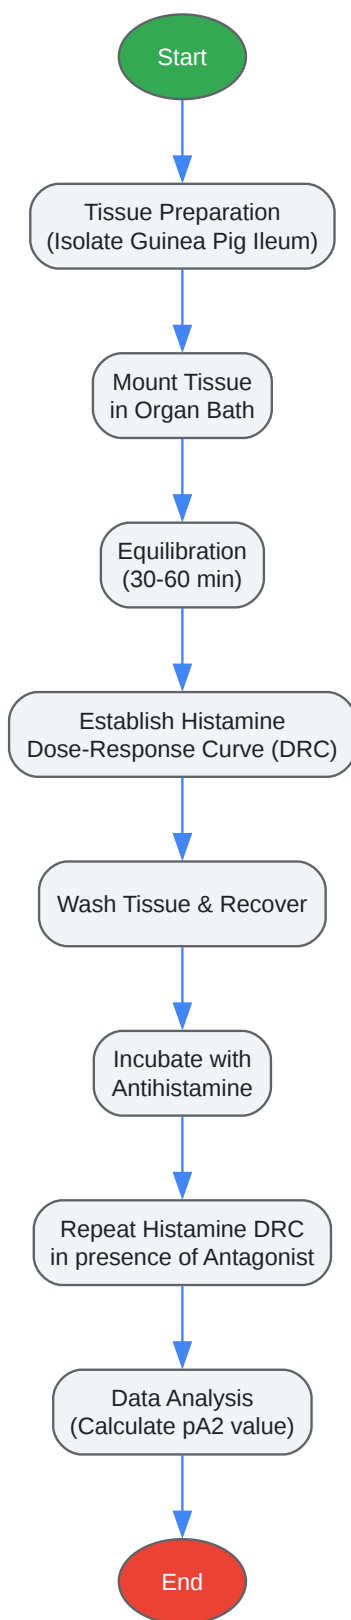 Start
Tissue Preparation
(Isolate Guinea Pig Ileum)
Mount Tissue
in Organ Bath
Equilibration
(30-60 min)
Establish Histamine
Dose-Response Curve (DRC)
Wash Tissue & Recover
Incubate with
Antihistamine
Repeat Histamine DRC
in presence of Antagonist
Data Analysis
(Calculate pA2 value)
End